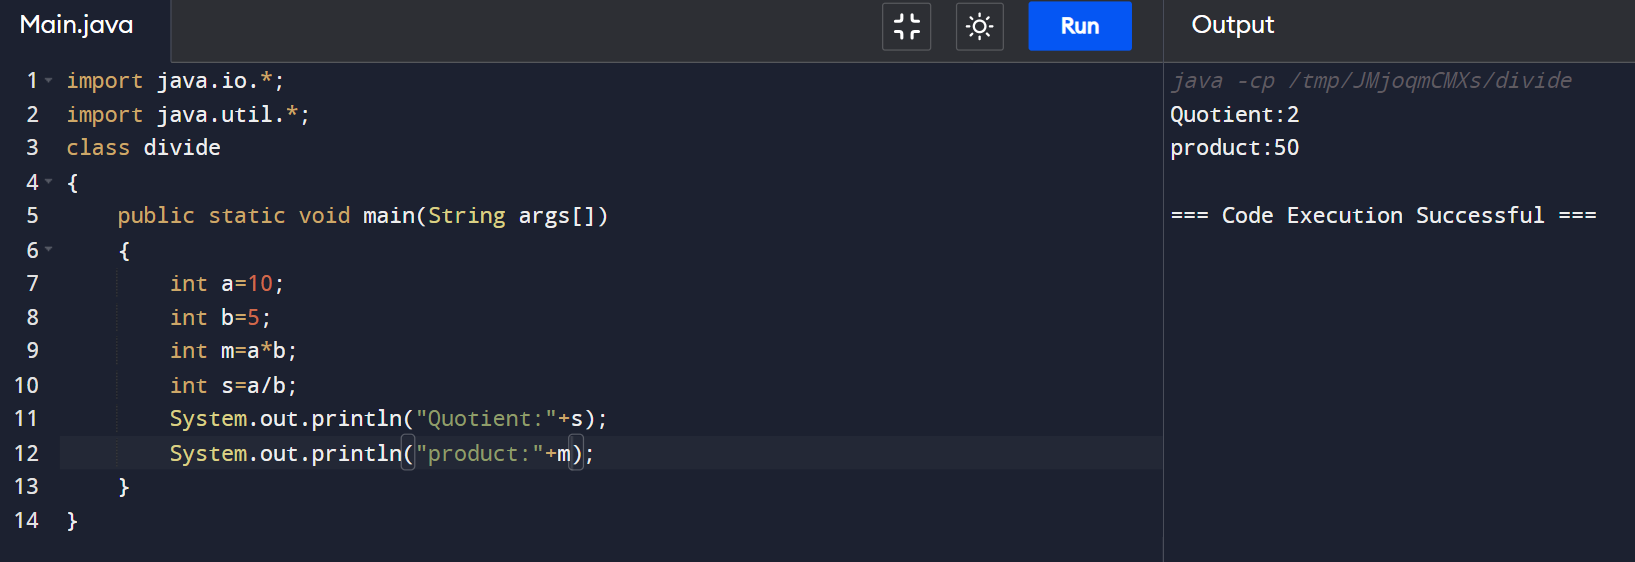 Main.java
Run
Output
1 import java.io.*;
2 import java.util.*;
3 class divide
4 {
5 public static void main(String args[])
6 {
7 int a=10;
8 int b=5;
9 int m=a*b;
10 int s=a/b;
11 System.out.println("Quotient:"+s);
12 System.out.println("product:"+m);
13 }
14 }
java -cp /tmp/JMjoqmCMXs/divide
Quotient:2
product:50
=== Code Execution Successful ===